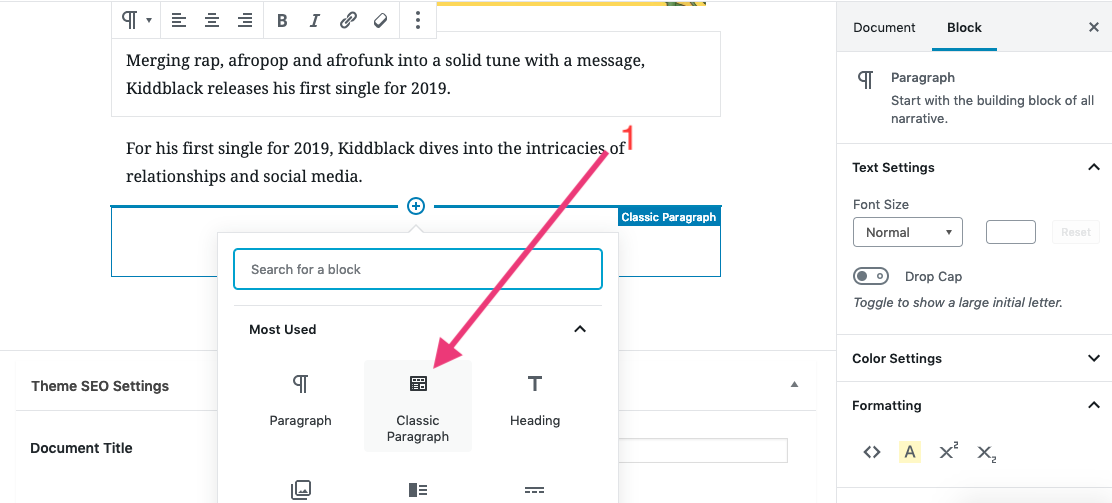 Document
Block
B I
Merging rap, afropop and afrofunk into a solid tune with a message,
Kiddblack releases his first single for 2019.
1
For his first single for 2019, Kiddblack dives into the intricacies of
relationships and social media.
Classic Paragraph
Search for a block
Most Used
Paragraph
Classic
Paragraph
Heading
Theme SEO Settings
Document Title
Paragraph
Start with the building block of all
narrative.
Text Settings
Font Size
Normal
Reset
Drop Cap
Toggle to show a large initial letter.
Color Settings
Formatting
A X² X₂